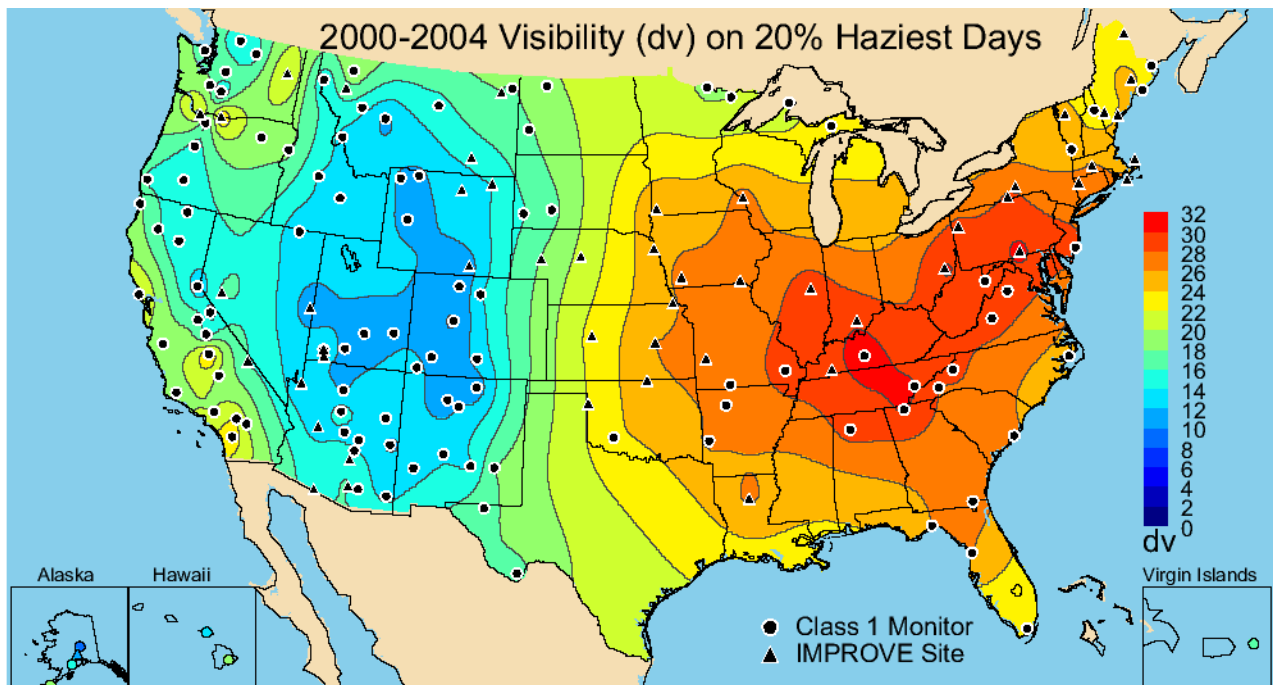 2000-2004 Visibility (dv) on 20% Haziest Days
32
30
28
26
24
22
20
18
16
14
12
10
8
6
4
2
0
dv
Alaska
Hawaii
Virgin Islands
Class 1 Monitor
IMPROVE Site